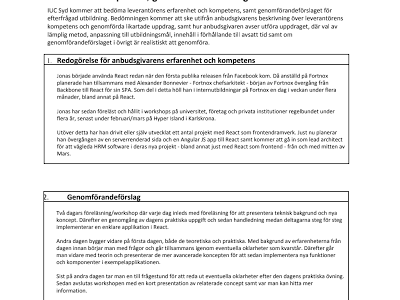 IUC Syd kommer att bedöma leverantörens erfarenhet och kompetens, samt genomförandeförslaget för
efterfrågad utbildning. Bedömningen kommer att ske utifrån anbudsgivarens beskrivning över leverantörens
kompetens och genomförda likartade uppdrag, samt hur anbudsgivaren avser utföra uppdraget, där val av
lämplig metod, anpassning till utbildningsmål, innehåll i förhållande till avsatt tid samt om
genomförandeförslaget i övrigt är realistiskt att genomföra.
1. Redogörelse för anbudsgivarens erfarenhet och kompetens
Jonas började använda React redan när den första publika releasen från Facebook kom. Då anställd på Fortnox
planerade han tillsammans med Alexander Bonnevier - Fortnox chefsarkitekt - början av Fortnox övergång från
Backbone till React för sin SPA. Som del i detta höll han i internutbildningar på Fortnox en dag i veckan under flera
månader, bland annat på React.
Jonas har sedan föreläst och hållit i workshops på universitet, företag och privata institutioner regelbundet under
flera år, senast under februari/mars på Hyper Island i Karlskrona.
Utöver detta har han drivit eller själv utvecklat ett antal projekt med React som frontendramverk. Just nu planerar
han övergången av en serverrenderad sida och en Angular JS app till React samt kommer att gå in som lead architect
för att vägleda HRM software i deras nya projekt - bland annat just med React som frontend - från och med mitten av
Mars.
2. Genomförandeförslag
Två dagars föreläsning/workshop där varje dag inleds med föreläsning för att presentera teknisk bakgrund och nya
koncept. Därefter en genomgång av dagens praktiska uppgift och sedan handledning medan deltagarna steg för steg
implementerar en enklare applikation i React.
Andra dagen bygger vidare på första dagen, både de teoretiska och praktiska. Med bakgrund av erfarenheterna från
dagen innan börjar man med frågor och går tillsammans igenom eventuella oklarheter som kvarstår. Därefter går
man vidare med teorin och presenterar de mer avancerade koncepten för att sedan implementera nya funktioner
och komponenter i exempelapplikationen.
Sist på andra dagen tar man en till frågestund för att reda ut eventuella oklarheter efter den dagens praktiska övning.
Sedan avslutas workshopen med en kort presentation av relaterade concept samt var man kan hitta mer
information.